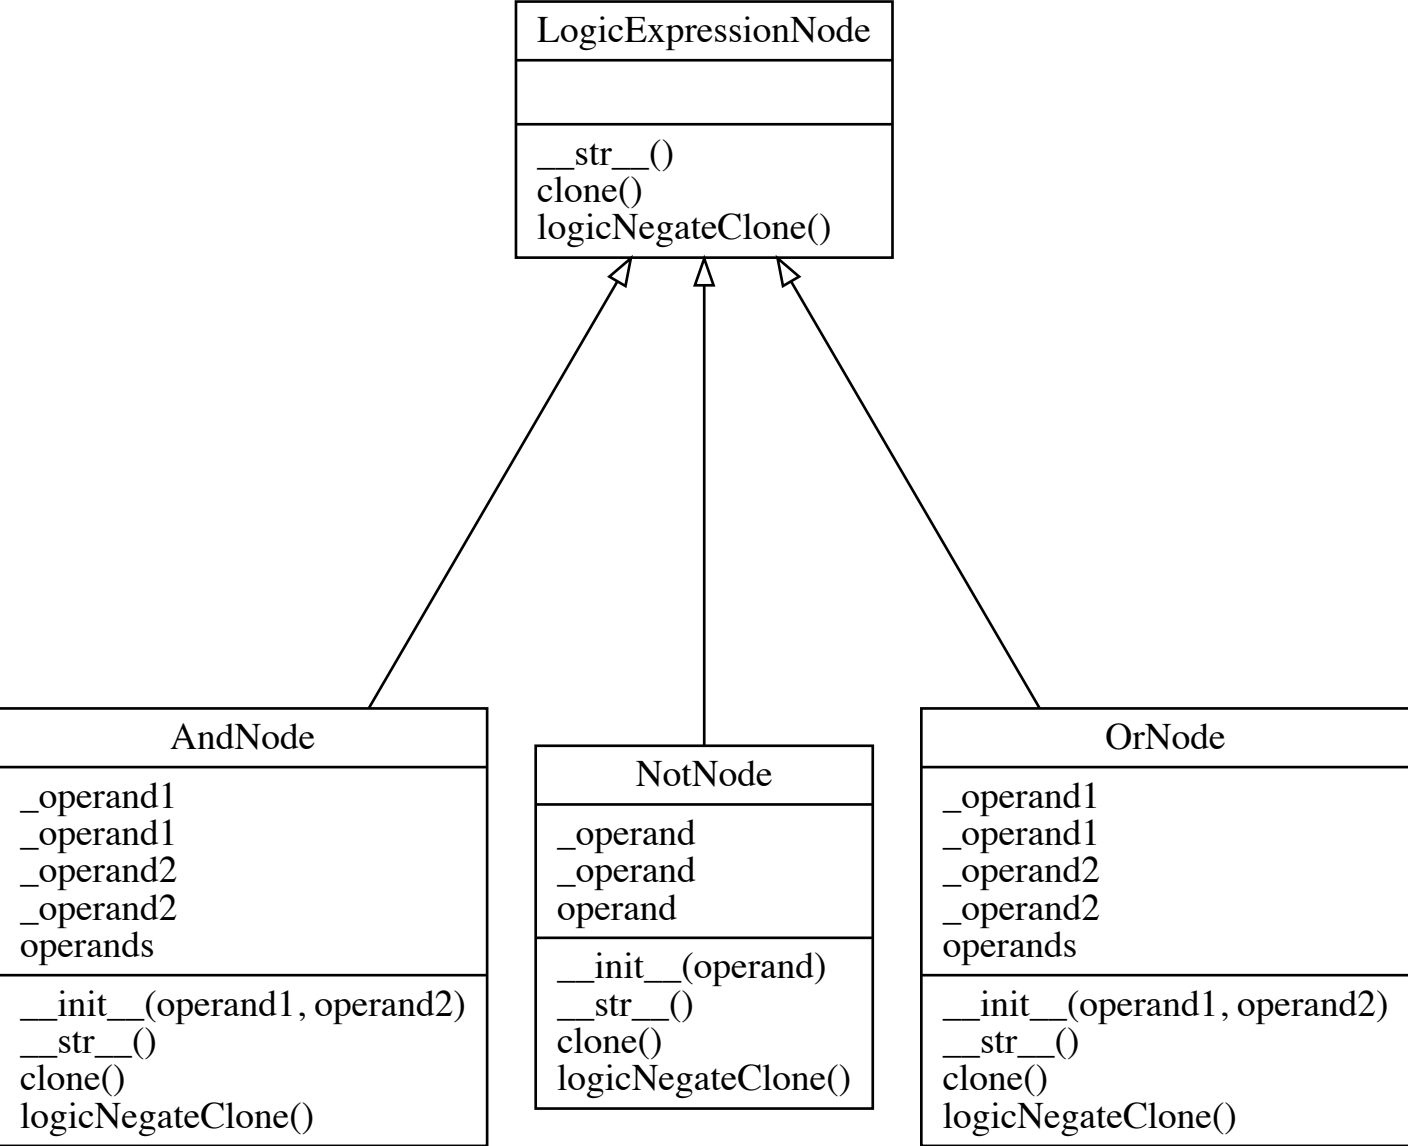 LogicExpressionNode
__str__()
clone()
logicNegateClone()
AndNode
_operand1
_operand1
_operand2
_operand2
operands
__init__(operand1, operand2)
__str__()
clone()
logicNegateClone()
NotNode
_operand
_operand
operand
__init__(operand)
__str__()
clone()
logicNegateClone()
OrNode
_operand1
_operand1
_operand2
_operand2
operands
__init__(operand1, operand2)
__str__()
clone()
logicNegateClone()